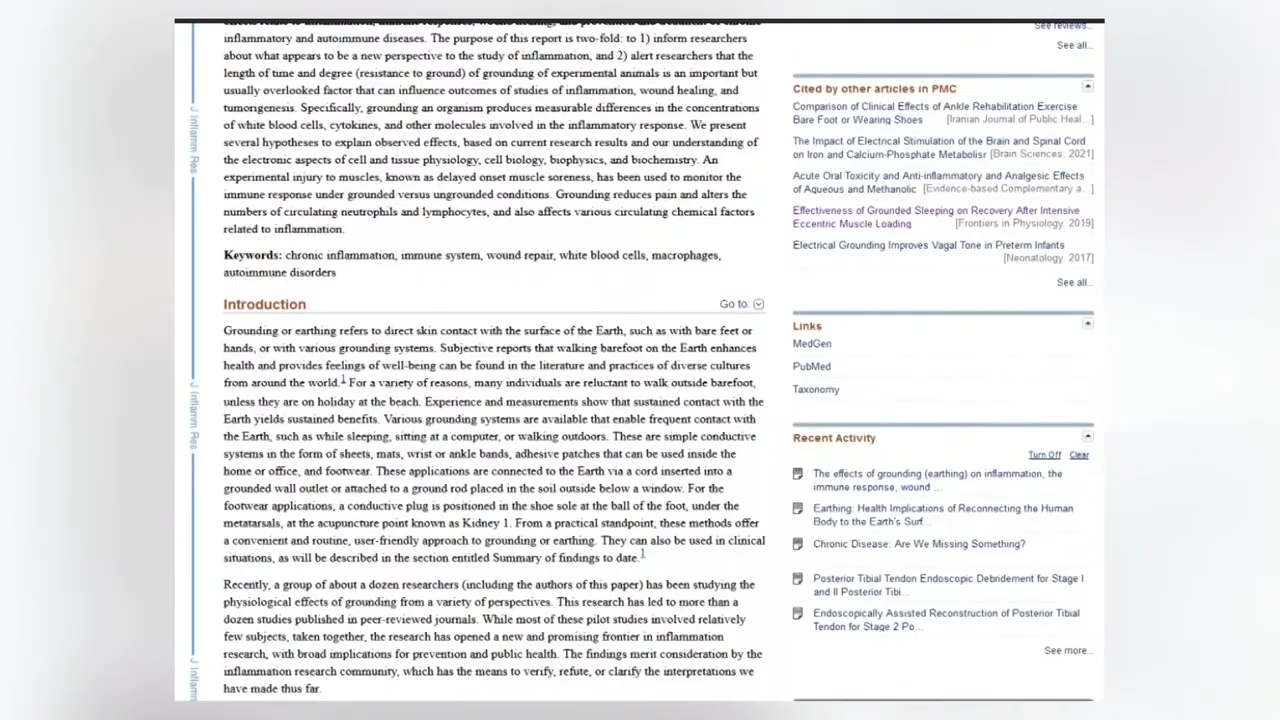 inflammatory and autoimmune diseases. The purpose of this report is two-fold: to 1) inform researchers
about what appears to be a new perspective to the study of inflammation, and 2) alert researchers that the
length of time and degree (resistance to ground) of grounding of experimental animals is an important but
usually overlooked factor that can influence outcomes of studies of inflammation, wound healing, and
tumorigenesis. Specifically, grounding an organism produces measurable differences in the concentrations
of white blood cells, cytokines, and other molecules involved in the inflammatory response. We present
several hypotheses to explain observed effects, based on current research results and our understanding of
the electronic aspects of cell and tissue physiology, cell biology, biophysics, and biochemistry. An
experimental injury to muscles, known as delayed onset muscle soreness, has been used to monitor the
immune response under grounded versus ungrounded conditions. Grounding reduces pain and alters the
numbers of circulating neutrophils and lymphocytes, and also affects various circulating chemical factors
related to inflammation.
Keywords: chronic inflammation, immune system, wound repair, white blood cells, macrophages,
autoimmune disorders
Introduction
Go to:
Grounding or earthing refers to direct skin contact with the surface of the Earth, such as with bare feet or
hands, or with various grounding systems. Subjective reports that walking barefoot on the Earth enhances
health and provides feelings of well-being can be found in the literature and practices of diverse cultures
from around the world.1 For a variety of reasons, many individuals are reluctant to walk outside barefoot,
unless they are on holiday at the beach. Experience and measurements show that sustained contact with the
Earth yields sustained benefits. Various grounding systems are available that enable frequent contact with
the Earth, such as while sleeping, sitting at a computer, or walking outdoors. These are simple conductive
systems in the form of sheets, mats, wrist or ankle bands, adhesive patches that can be used inside the
home or office, and footwear. These applications are connected to the Earth via a cord inserted into a
grounded wall outlet or attached to a ground rod placed in the soil outside below a window. For the
footwear applications, a conductive plug is positioned in the shoe sole at the ball of the foot, under the
metatarsals, at the acupuncture point known as Kidney 1. From a practical standpoint, these methods offer
a convenient and routine, user-friendly approach to grounding or earthing. They can also be used in clinical
situations, as will be described in the section entitled Summary of findings to date.1
Recently, a group of about a dozen researchers (including the authors of this paper) has been studying the
physiological effects of grounding from a variety of perspectives. This research has led to more than a
dozen studies published in peer-reviewed journals. While most of these pilot studies involved relatively
few subjects, taken together, the research has opened a new and promising frontier in inflammation
research, with broad implications for prevention and public health. The findings merit consideration by the
inflammation research community, which has the means to verify, refute, or clarify the interpretations we
have made thus far.
J Inflamm Res
J Inflamm Res
J Inflamm
See reviews...
See all...
Cited by other articles in PMC
Comparison of Clinical Effects of Ankle Rehabilitation Exercise
Bare Foot or Wearing Shoes [Iranian Journal of Public Heal...]
The Impact of Electrical Stimulation of the Brain and Spinal Cord
on Iron and Calcium-Phosphate Metabolisr [Brain Sciences. 2021]
Acute Oral Toxicity and Anti-inflammatory and Analgesic Effects
of Aqueous and Methanolic [Evidence-based Complementary a...]
Effectiveness of Grounded Sleeping on Recovery After Intensive
Eccentric Muscle Loading [Frontiers in Physiology. 2019]
Electrical Grounding Improves Vagal Tone in Preterm Infants
[Neonatology. 2017]
See all...
Links
MedGen
PubMed
Taxonomy
Recent Activity
Turn Off Clear
The effects of grounding (earthing) on inflammation, the
immune response, wound ...
Earthing: Health Implications of Reconnecting the Human
Body to the Earth's Surf...
Chronic Disease: Are We Missing Something?
Posterior Tibial Tendon Endoscopic Debridement for Stage I
and II Posterior Tibi...
Endoscopically Assisted Reconstruction of Posterior Tibial
Tendon for Stage 2 Po...
See more...